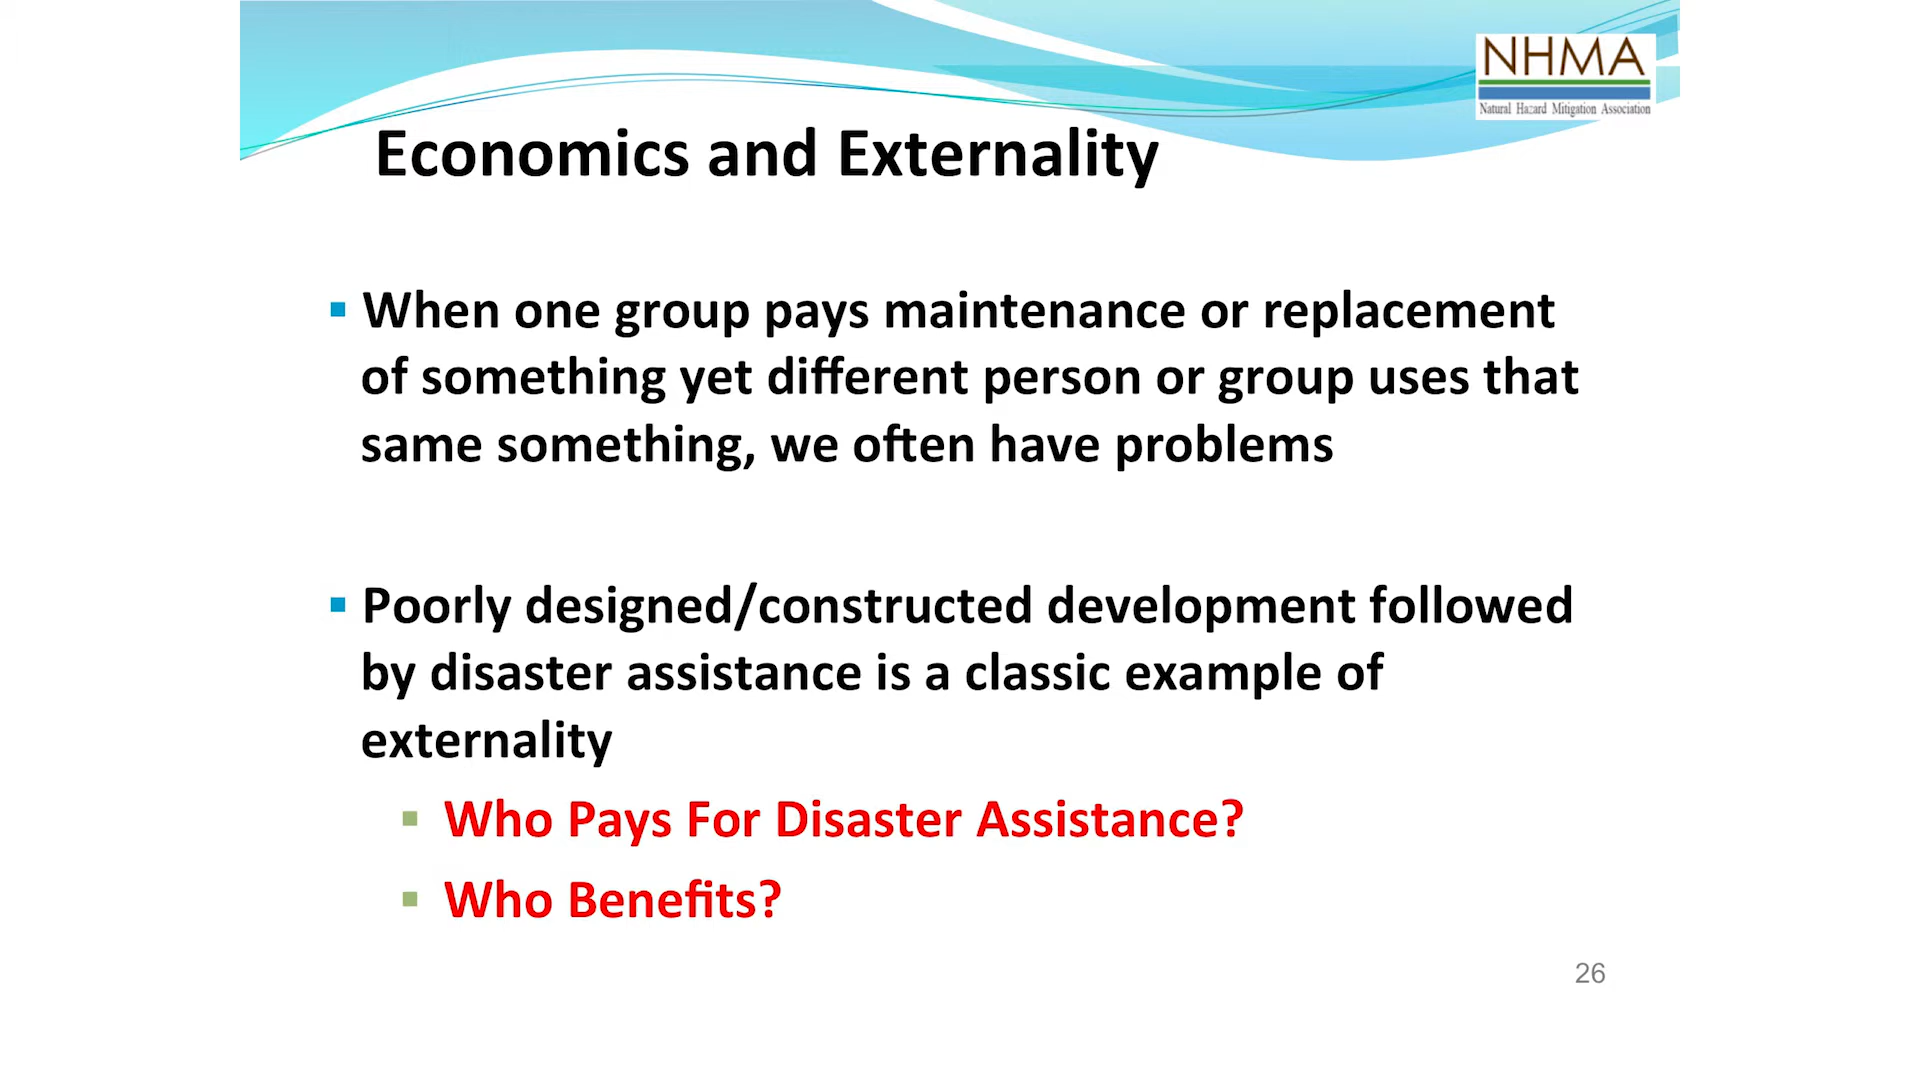 NHMA
Natural Hazard Mitigation Association
Economics and Externality
When one group pays maintenance or replacement
of something yet different person or group uses that
same something, we often have problems
Poorly designed/constructed development followed
by disaster assistance is a classic example of
externality
Who Pays For Disaster Assistance?
Who Benefits?
26